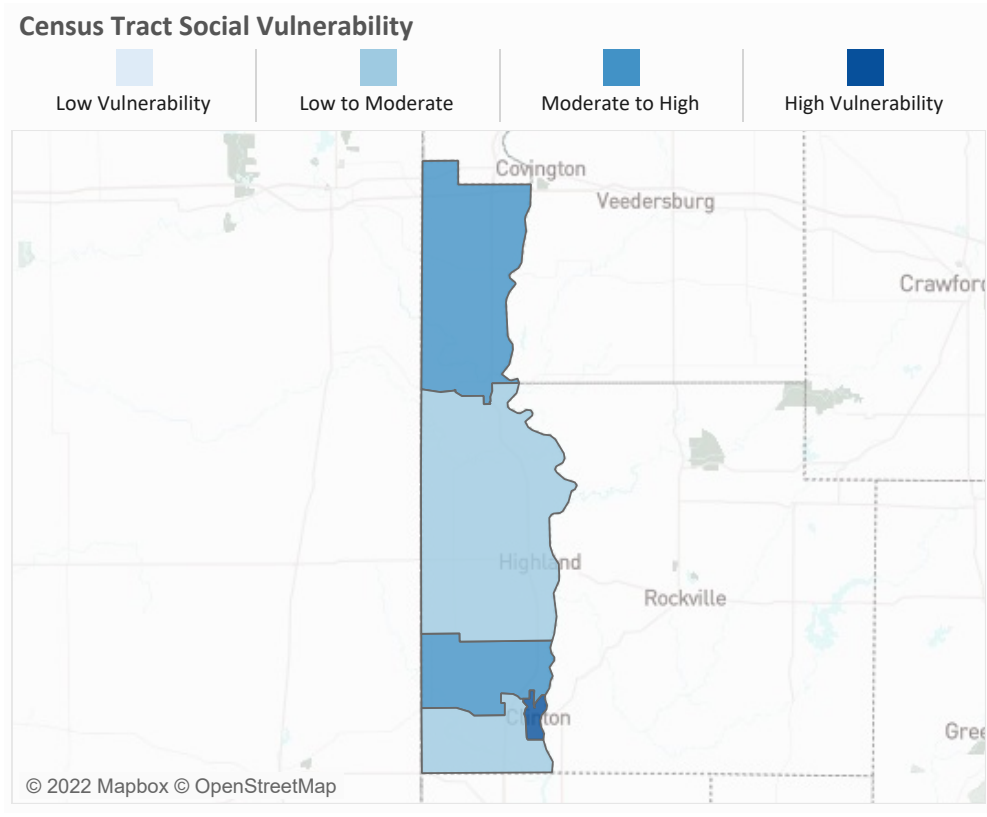 Census Tract Social Vulnerability
Low Vulnerability
Low to Moderate
Moderate to High
High Vulnerability
Covington
Veedersburg
Crawford
Highland
Rockville
Clinton
Gree
© 2022 Mapbox © OpenStreetMap